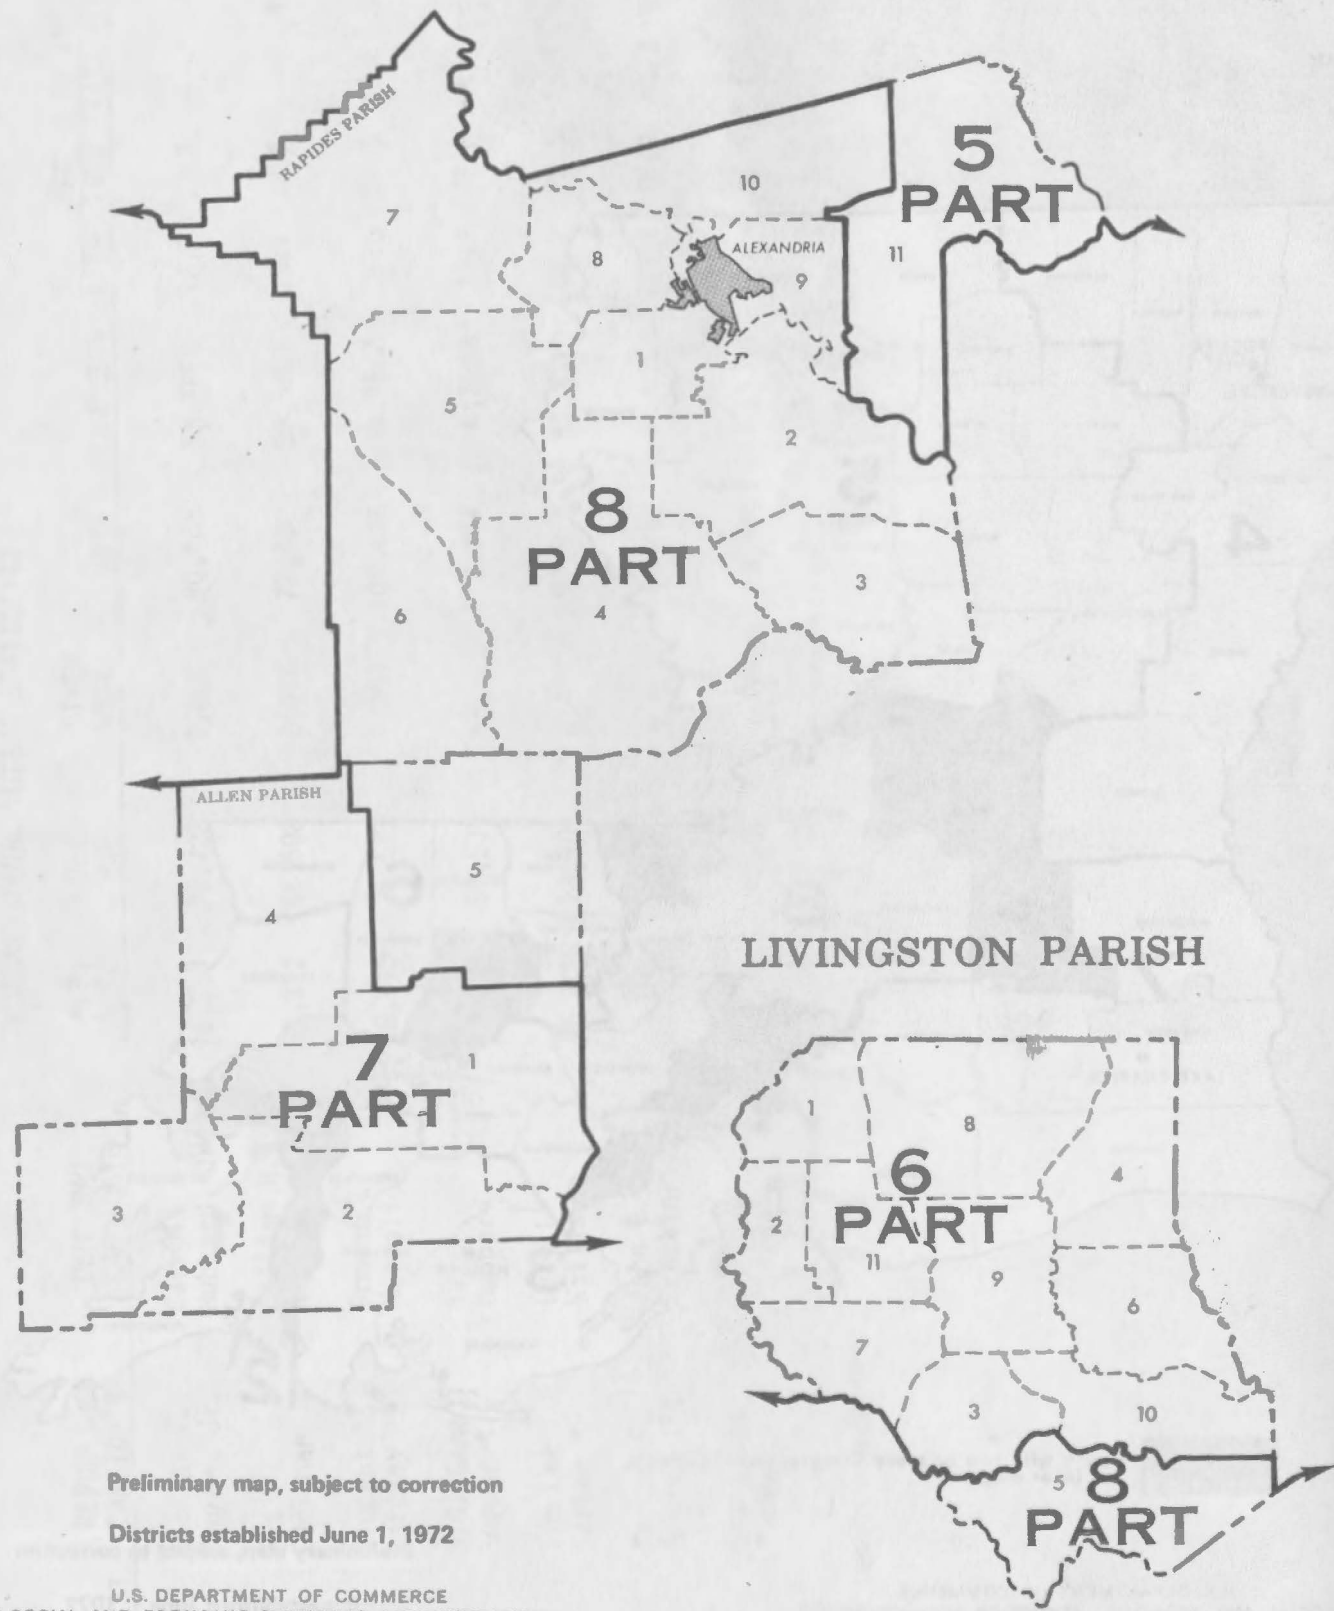 RAPIDES PARISH
5
PART
10
7
8
ALEXANDRIA
9
11
1
5
2
8
PART
3
6
4
ALLEN PARISH
5
4
LIVINGSTON PARISH
7
PART
1
1
8
6
PART
4
3
2
2
11
9
6
7
3
10
5
8
PART
Preliminary map, subject to correction
Districts established June 1, 1972
U.S. DEPARTMENT OF COMMERCE